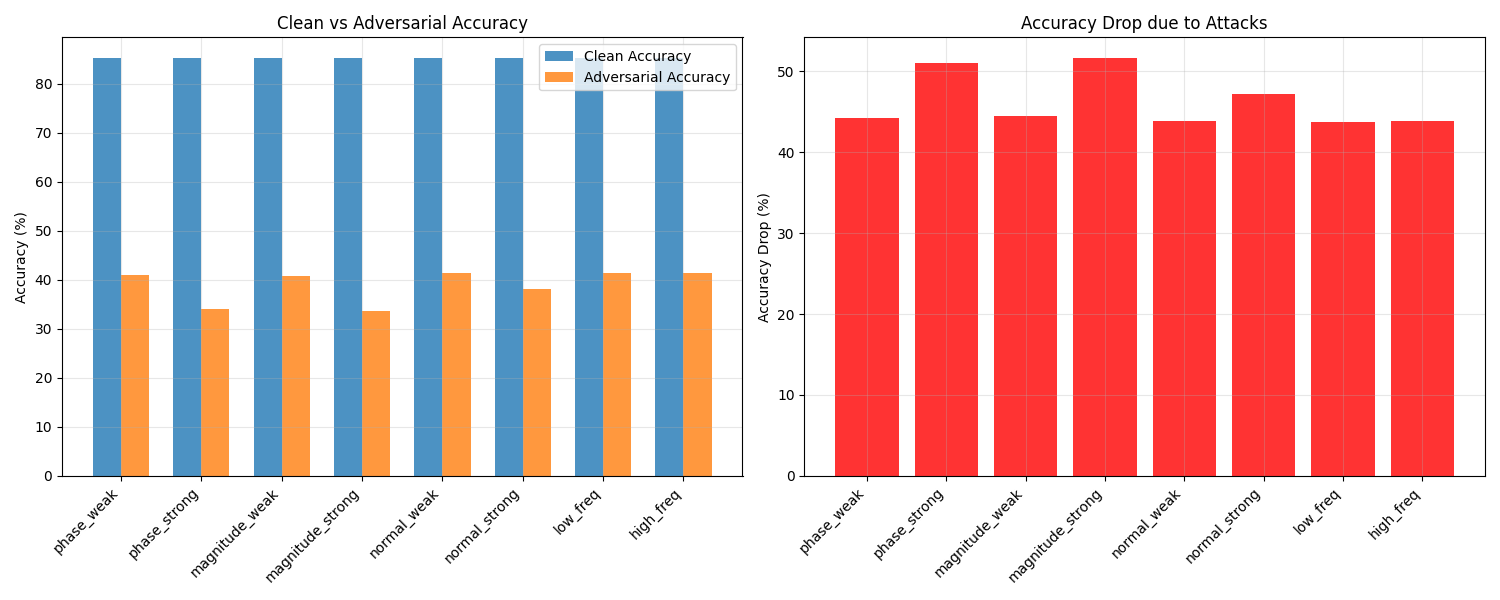 Clean vs Adversarial Accuracy
Clean Accuracy
Adversarial Accuracy
Accuracy (%)
80
70
60
50
40
30
20
10
0
phase_weak
phase_strong
magnitude_weak
magnitude_strong
normal_weak
normal_strong
low_freq
high_freq
Accuracy Drop due to Attacks
Accuracy Drop (%)
50
40
30
20
10
0
phase_weak
phase_strong
magnitude_weak
magnitude_strong
normal_weak
normal_strong
low_freq
high_freq